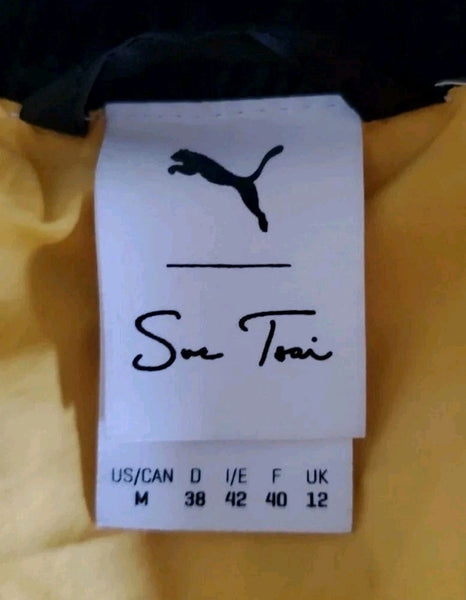 Sue Tsai
US/CAN D I/E F UK
M 38 42 40 12